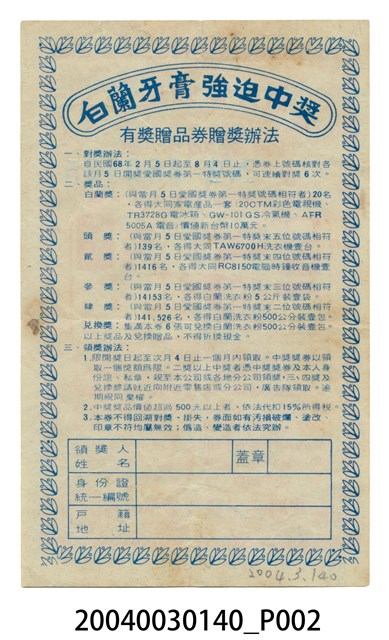 白蘭牙膏強迫中獎
有獎贈品券贈獎辦法
一、對獎辦法：
自民國68年2月5日起至8月4日止，憑券上號碼核對各
該月5日開獎愛國獎券第一特獎號碼，可連續對獎6次。
二、獎品：
白蘭獎：(與當月5日愛國獎券第一特獎號碼相符者)20名
，各得大同家電產品一套：(20CTM彩色電視機、
TR3728G電冰箱、GW-101GS冷氣機、AFR
5005A電音)價值新台幣10萬元。
頭獎：(與當月5日愛國獎券第一特獎末五位號碼相符
者)139名，各得大同TAW6700H洗衣機壹台。
貳獎：(與當月5日愛國獎券第一特獎末四位號碼相符
者)1416名，各得大同RC8150電腦時鐘收音機壹
台。
參獎：(與當月5日愛國獎券第一特獎末三位號碼相符
者)14153名，各得白蘭洗衣粉5公斤裝壹袋。
肆獎：(與當月5日愛國獎券第一特獎末二位號碼相符
者)141,526名，各得白蘭洗衣粉500公分裝壹包。
兌換獎：集滿本券6張可兌換白蘭洗衣粉500公分裝壹包。
以上獎品及兌換贈品，不得折換現金。
三、領獎辦法：
1.限開獎日起至次月4日止一個月內領取。中獎獎券以領
取一個獎額為限。二獎以上中獎者憑中獎獎券及本人身
份證、私章，親至本公司或各地分公司領獎，三、四獎及
兌換獎請就近向附近零售店或分公司，廣告隊領取。逾
期視同棄權。
2.中獎獎品價值超過500元以上者，依法代扣15%所得稅。
3.本券不得回溯對獎、掛失，券面如有污損破爛、塗改、
印章不符均屬無效；偽造、變造者依法究辦。
領獎人
姓名
蓋章
身份證
統一編號
戶籍
地址
2004.3.140
20040030140_P002